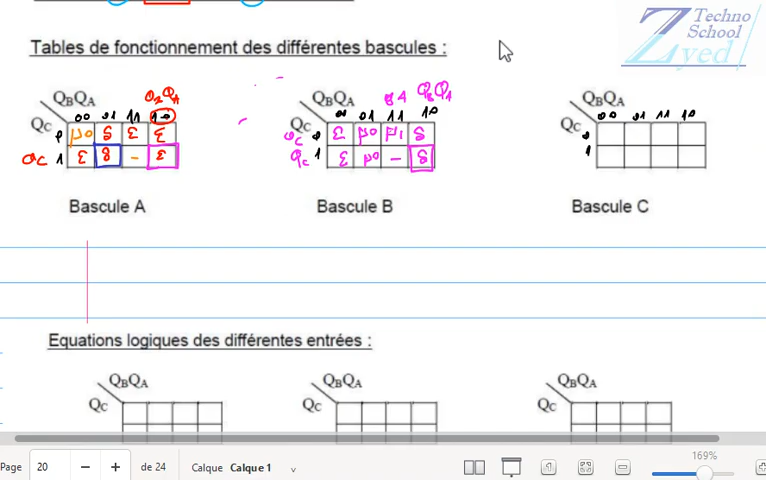 Techno
School
Zyed
Tables de fonctionnement des différentes bascules :
QBQA
QC
00 01 11 10
0 μ0 δ ε ε
QC 1 ε δ - ε
Bascule A
QBQA
QC
QBQA
01 11 10
0 ε μ0 μ1 δ
QC 1 ε μ0 - δ
Bascule B
QBQA
QC
00 01 11 10
0
1
Bascule C
Equations logiques des différentes entrées :
QBQA
QC
QBQA
QC
QBQA
QC
Page 20 - + de 24 Calque Calque 1 169%